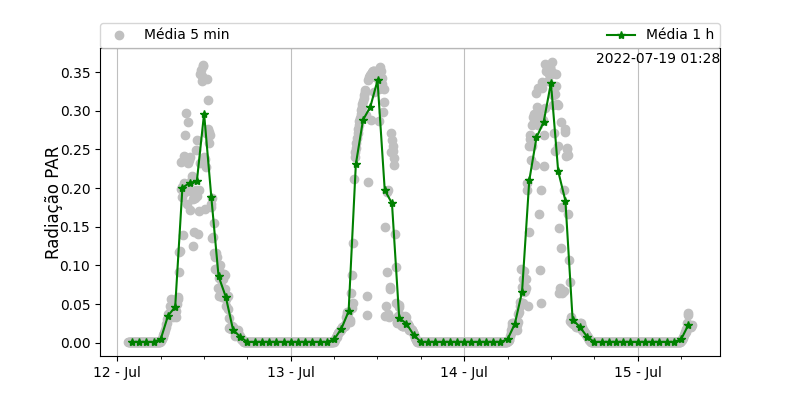 Média 5 min
Média 1 h
2022-07-19 01:28
Radiação PAR
0.35
0.30
0.25
0.20
0.15
0.10
0.05
0.00
12 - Jul
13 - Jul
14 - Jul
15 - Jul